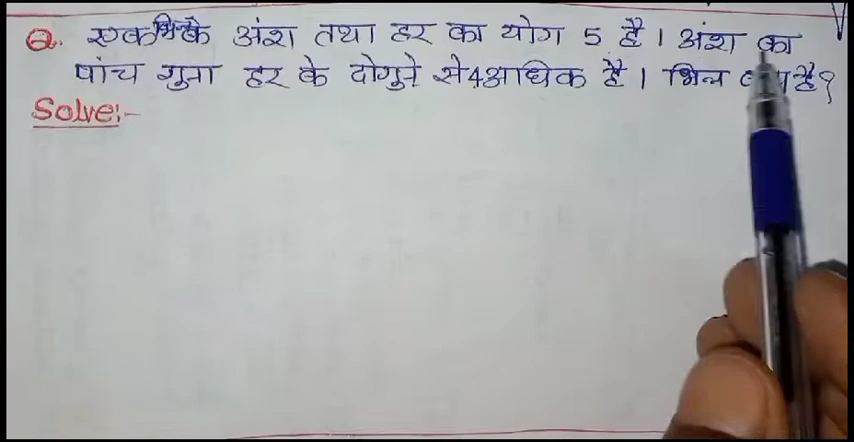 Q. एक भिन्न के अंश तथा हर का योग 5 है । अंश का
पांच गुना हर के दोगुने से 4 अधिक है । भिन्न है ?
Solve:-